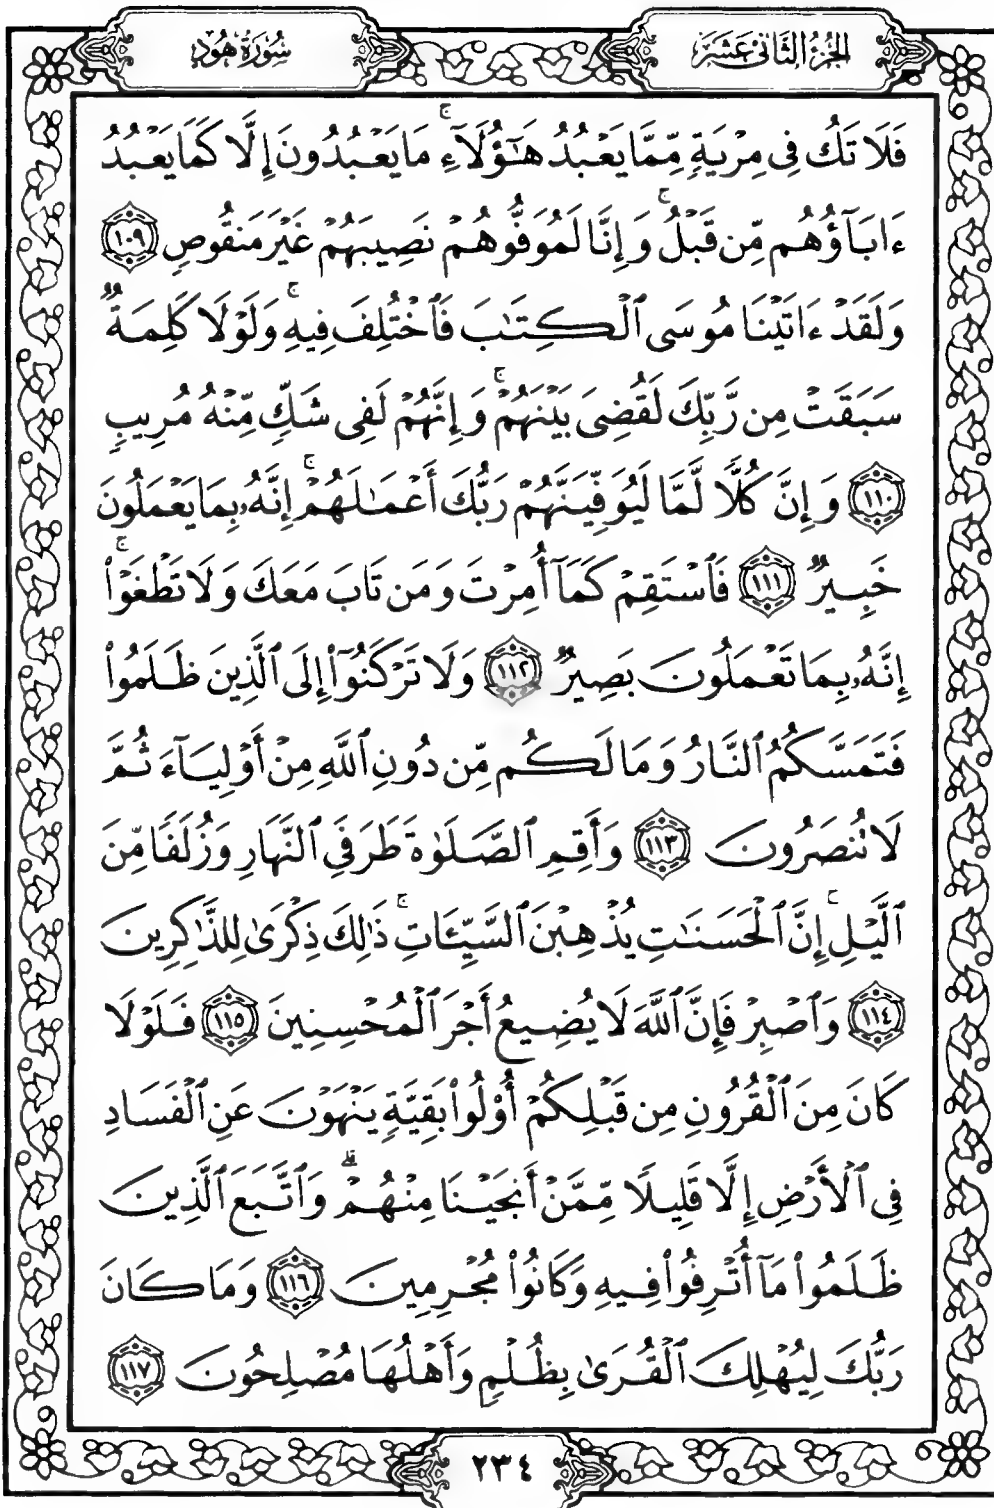 الجزء الثاني عشر
سورة هود
فَلَا تَكُ فِى مِرْيَةٍ مِّمَّا يَعْبُدُ هَٰٓؤُلَآءِ ۚ مَا يَعْبُدُونَ إِلَّا كَمَا يَعْبُدُ
ءَابَآؤُهُم مِّن قَبْلُ ۚ وَإِنَّا لَمُوَفُّوهُمْ نَصِيبَهُمْ غَيْرَ مَنقُوصٍ ١٠٩
وَلَقَدْ ءَاتَيْنَا مُوسَى ٱلْكِتَٰبَ فَٱخْتُلِفَ فِيهِ ۚ وَلَوْلَا كَلِمَةٌ
سَبَقَتْ مِن رَّبِّكَ لَقُضِىَ بَيْنَهُمْ ۚ وَإِنَّهُمْ لَفِى شَكٍّ مِّنْهُ مُرِيبٍ
١١٠ وَإِنَّ كُلًّا لَّمَّا لَيُوَفِّيَنَّهُمْ رَبُّكَ أَعْمَٰلَهُمْ ۚ إِنَّهُۥ بِمَا يَعْمَلُونَ
خَبِيرٌ ١١١ فَٱسْتَقِمْ كَمَآ أُمِرْتَ وَمَن تَابَ مَعَكَ وَلَا تَطْغَوْا۟ ۚ
إِنَّهُۥ بِمَا تَعْمَلُونَ بَصِيرٌ ١١٢ وَلَا تَرْكَنُوٓا۟ إِلَى ٱلَّذِينَ ظَلَمُوا۟
فَتَمَسَّكُمُ ٱلنَّارُ وَمَا لَكُم مِّن دُونِ ٱللَّهِ مِنْ أَوْلِيَآءَ ثُمَّ
لَا تُنصَرُونَ ١١٣ وَأَقِمِ ٱلصَّلَوٰةَ طَرَفَىِ ٱلنَّهَارِ وَزُلَفًا مِّنَ
ٱلَّيْلِ ۚ إِنَّ ٱلْحَسَنَٰتِ يُذْهِبْنَ ٱلسَّيِّـَٔاتِ ۚ ذَٰلِكَ ذِكْرَىٰ لِلذَّٰكِرِينَ
١١٤ وَٱصْبِرْ فَإِنَّ ٱللَّهَ لَا يُضِيعُ أَجْرَ ٱلْمُحْسِنِينَ ١١٥ فَلَوْلَا
كَانَ مِنَ ٱلْقُرُونِ مِن قَبْلِكُمْ أُو۟لُوا۟ بَقِيَّةٍ يَنْهَوْنَ عَنِ ٱلْفَسَادِ
فِى ٱلْأَرْضِ إِلَّا قَلِيلًا مِّمَّنْ أَنجَيْنَا مِنْهُمْ ۗ وَٱتَّبَعَ ٱلَّذِينَ
ظَلَمُوا۟ مَآ أُتْرِفُوا۟ فِيهِ وَكَانُوا۟ مُجْرِمِينَ ١١٦ وَمَا كَانَ
رَبُّكَ لِيُهْلِكَ ٱلْقُرَىٰ بِظُلْمٍ وَأَهْلُهَا مُصْلِحُونَ ١١٧
٢٣٤